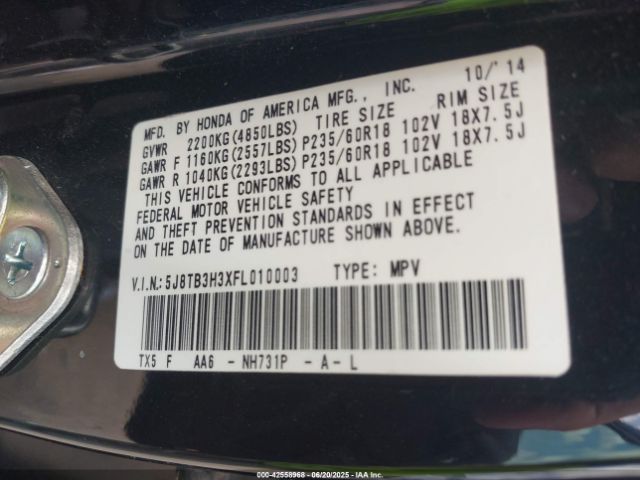 MFD. BY HONDA OF AMERICA MFG., INC. 10/'14
GVWR 2200KG(4850LBS) TIRE SIZE RIM SIZE
GAWR F 1160KG(2557LBS) P235/60R18 102V 18X7.5J
GAWR R 1040KG(2293LBS) P235/60R18 102V 18X7.5J
THIS VEHICLE CONFORMS TO ALL APPLICABLE
FEDERAL MOTOR VEHICLE SAFETY
AND THEFT PREVENTION STANDARDS IN EFFECT
ON THE DATE OF MANUFACTURE SHOWN ABOVE.
V.I.N.:5J8TB3H3XFL010003 TYPE: MPV
TX5 F AA6 -NH731P -A-L
000-42558968 - 06/20/2025 - IAAI, Inc.